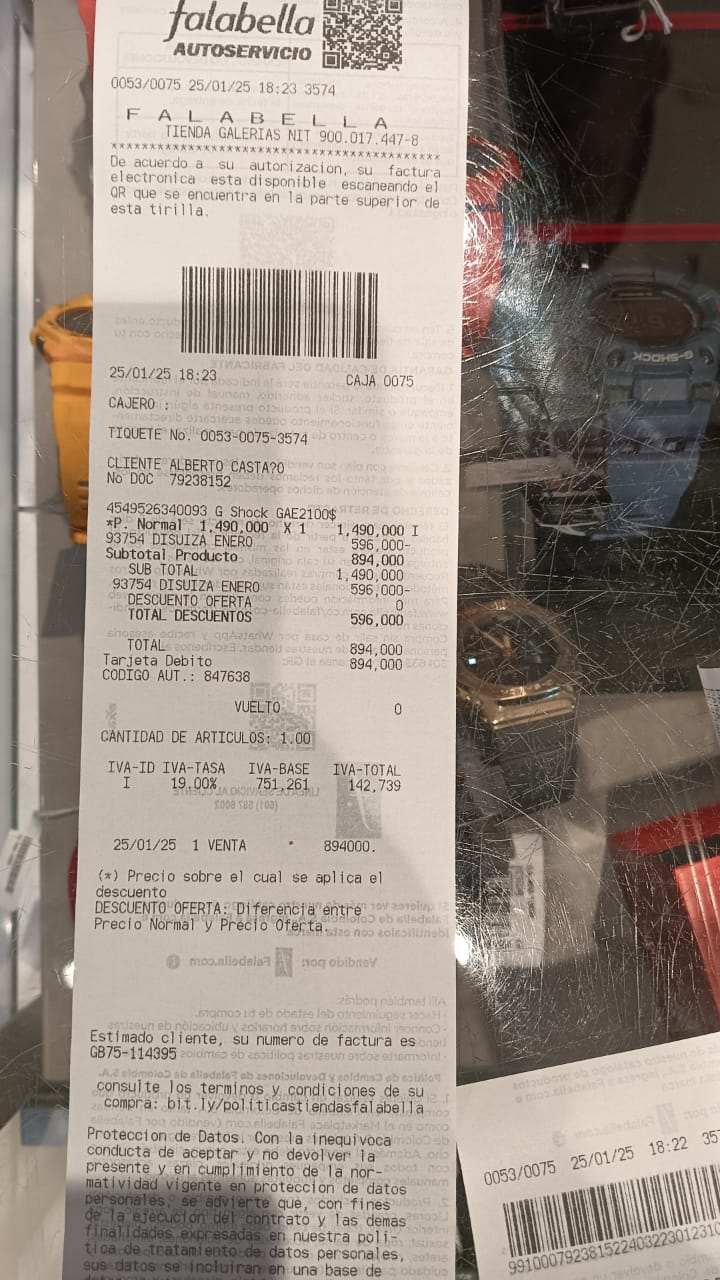 falabella
AUTOSERVICIO
0053/0075 25/01/25 18:23 3574
F A L A B E L L A
TIENDA GALERIAS NIT 900.017.447-8
******************************************
De acuerdo a su autorizacion, su factura
electronica esta disponible escaneando el
QR que se encuentra en la parte superior de
esta tirilla.
25/01/25 18:23 CAJA 0075
CAJERO :
TIQUETE No. 0053-0075-3574
CLIENTE ALBERTO CASTA?O
No DOC 79238152
4549526340093 G Shock GAE2100$
*P. Normal 1,490,000 X 1 1,490,000 I
93754 DISUIZA ENERO 596,000-
Subtotal Producto 894,000
SUB TOTAL 1,490,000
93754 DISUIZA ENERO 596,000-
DESCUENTO OFERTA 0
TOTAL DESCUENTOS 596,000
TOTAL 894,000
Tarjeta Debito 894,000
CODIGO AUT.: 847638
VUELTO 0
CANTIDAD DE ARTICULOS: 1.00
IVA-ID IVA-TASA IVA-BASE IVA-TOTAL
I 19.00% 751,261 142,739
25/01/25 1 VENTA 894000.
(*) Precio sobre el cual se aplica el
descuento
DESCUENTO OFERTA: Diferencia entre
Precio Normal y Precio Oferta.
Estimado cliente, su numero de factura es
GB75-114395
consulte los terminos y condiciones de su
compra: bit.ly/politicastiendasfalabella
Proteccion de Datos. Con la inequivoca
conducta de aceptar y no devolver la
presente y en cumplimiento de la nor-
matividad vigente en proteccion de datos
personales, se advierte que, con fines
de la ejecucion del contrato y las demas
finalidades expresadas en nuestra poli-
tica de tratamiento de datos personales,
sus datos se incluiran en una base de
G-SHOCK
0053/0075 25/01/25 18:22 357